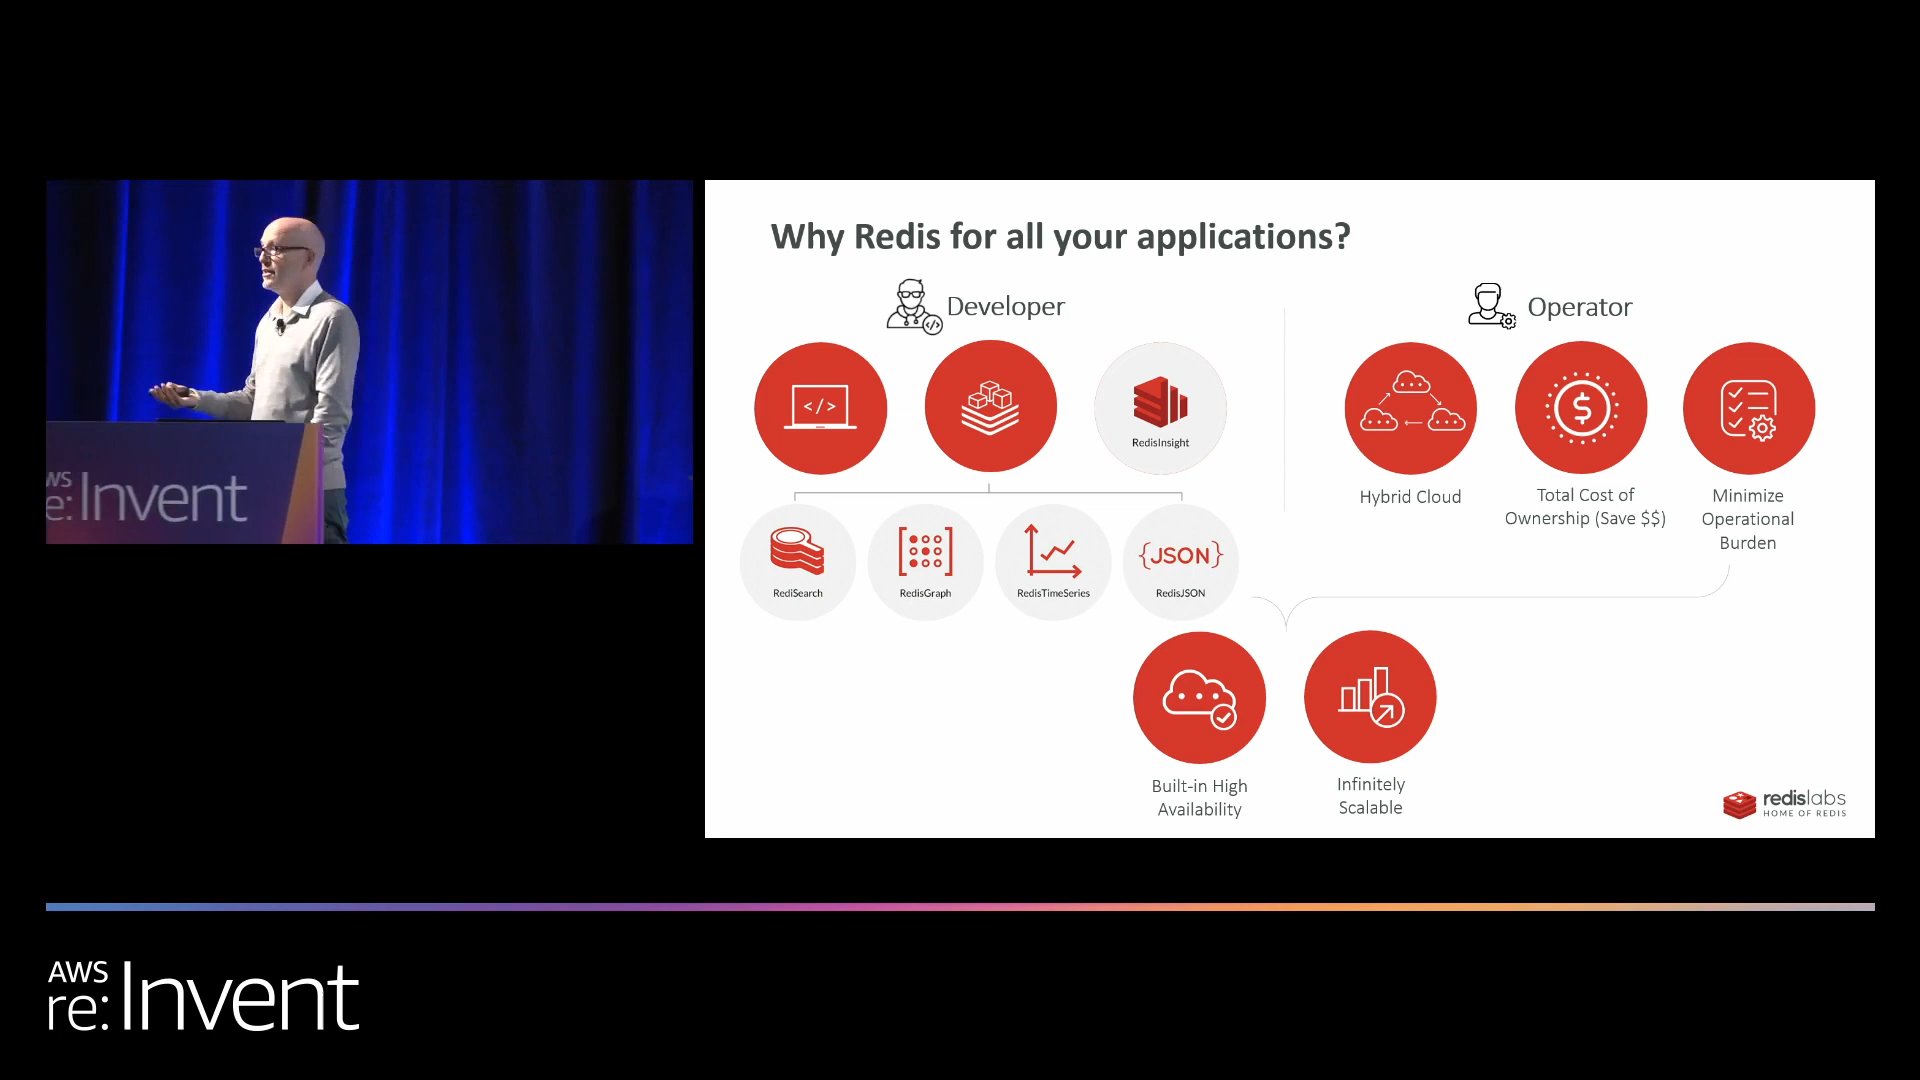 Why Redis for all your applications?
Developer
Operator
</>
</>
$
RedisInsight
Hybrid Cloud
Total Cost of
Ownership (Save $$)
Minimize
Operational
Burden
{JSON}
RediSearch
RedisGraph
RedisTimeSeries
RedisJSON
Built-in High
Availability
Infinitely
Scalable
redislabs
HOME OF REDIS
WS
e:Invent
AWS
re:Invent